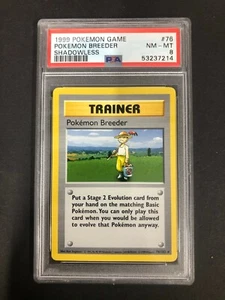 1999 POKEMON GAME #76
POKEMON BREEDER NM - MT
SHADOWLESS 8
PSA 53237214
TRAINER
Pokémon Breeder
Put a Stage 2 Evolution card from
your hand on the matching Basic
Pokémon. You can only play this
card when you would be allowed
to evolve that Pokémon anyway.